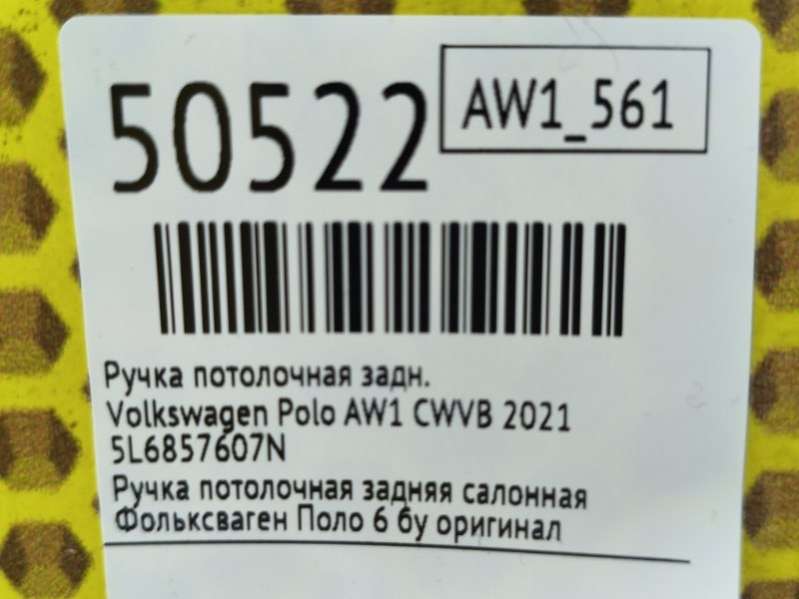 50522
AW1_561
Ручка потолочная задн.
Volkswagen Polo AW1 CWVB 2021
5L6857607N
Ручка потолочная задняя салонная
Фольксваген Поло 6 бу оригинал